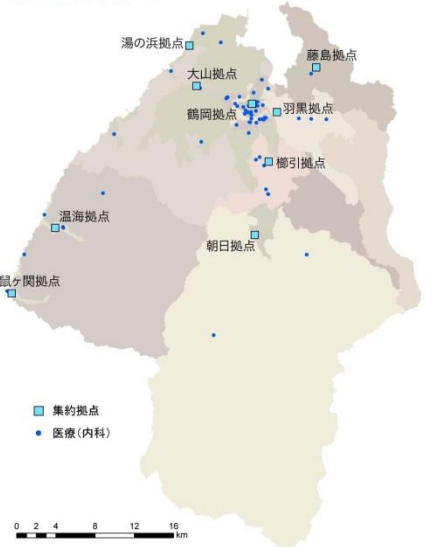 湯の浜拠点
藤島拠点
大山拠点
鶴岡拠点
羽黒拠点
櫛引拠点
温海拠点
朝日拠点
鼠ヶ関拠点
集約拠点
医療(内科)
0 2 4 8 12 16
km